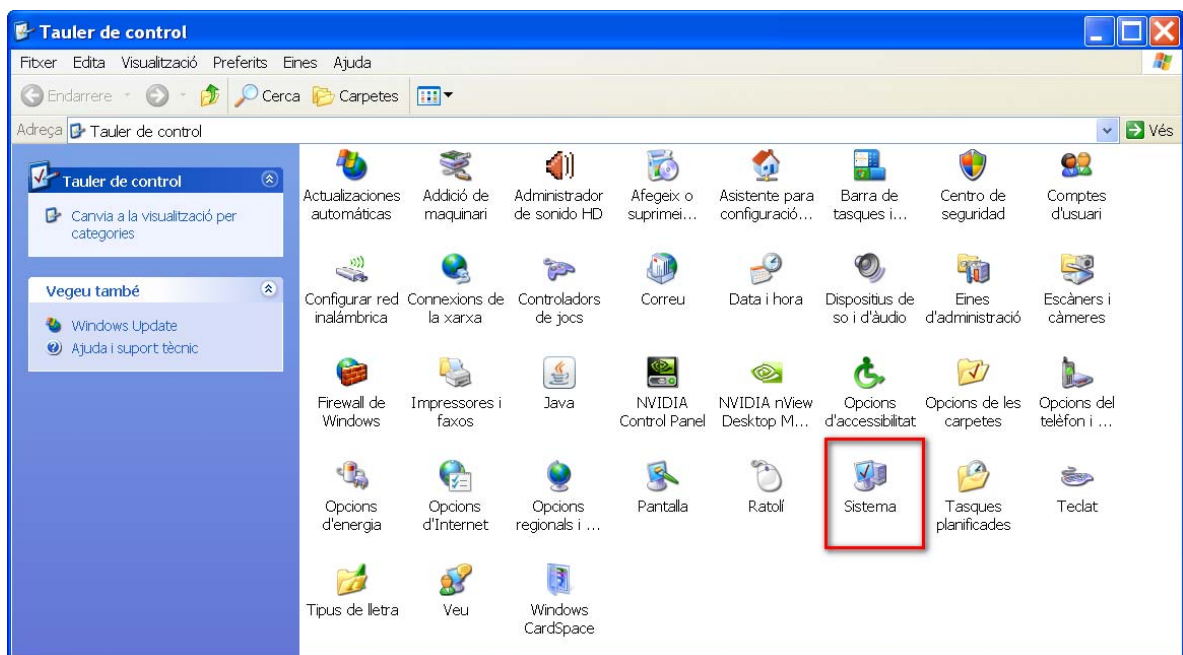 Tauler de control
Fitxer Edita Visualització Preferits Eines Ajuda
Endarrere Cerca Carpetes
Adreça Tauler de control Vés
Tauler de control
Canvia a la visualització per
categories
Vegeu també
Windows Update
Ajuda i suport tècnic
Actualizaciones
automáticas
Addició de
maquinari
Administrador
de sonido HD
Afegeix o
suprimei...
Asistente para
configuració...
Barra de
tasques i...
Centro de
seguridad
Comptes
d'usuari
Configurar red
inalámbrica
Connexions de
la xarxa
Controladors
de jocs
Correu
Data i hora
Dispositius de
so i d'àudio
Eines
d'administració
Escàners i
càmeres
Firewall de
Windows
Impressores i
faxos
Java
NVIDIA
Control Panel
NVIDIA nView
Desktop M...
Opcions
d'accessibilitat
Opcions de les
carpetes
Opcions del
telèfon i ...
Opcions
d'energia
Opcions
d'Internet
Opcions
regionals i ...
Pantalla
Ratolí
Sistema
Tasques
planificades
Teclat
Tipus de lletra
Veu
Windows
CardSpace